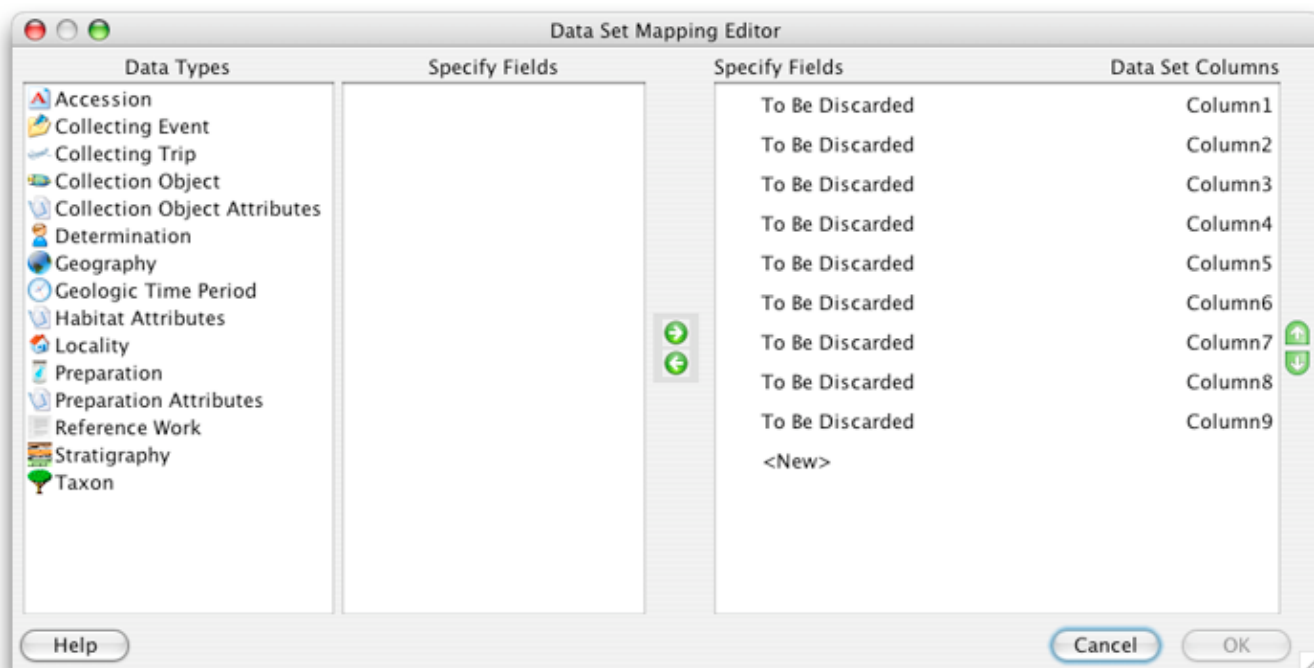 Data Set Mapping Editor
Data Types
Specify Fields
Specify Fields
Data Set Columns
Accession
Collecting Event
Collecting Trip
Collection Object
Collection Object Attributes
Determination
Geography
Geologic Time Period
Habitat Attributes
Locality
Preparation
Preparation Attributes
Reference Work
Stratigraphy
Taxon
To Be Discarded Column1
To Be Discarded Column2
To Be Discarded Column3
To Be Discarded Column4
To Be Discarded Column5
To Be Discarded Column6
To Be Discarded Column7
To Be Discarded Column8
To Be Discarded Column9
<New>
Help
Cancel
OK